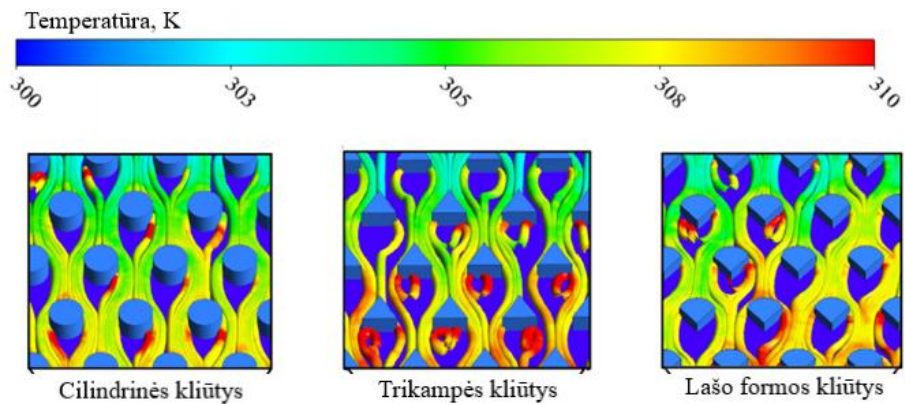 Temperatūra, K
300 303 305 308 310
Cilindrinės kliūtys Trikampės kliūtys Lašo formos kliūtys